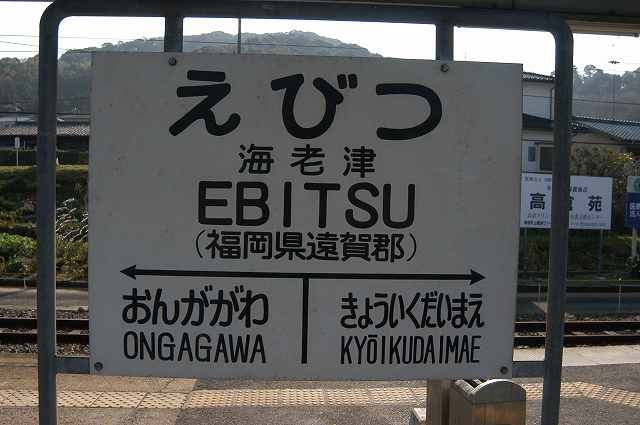 えびつ
海老津
EBITSU
(福岡県遠賀郡)
おんががわ
ONGAGAWA
きょういくだいまえ
KYŌIKUDAIMAE